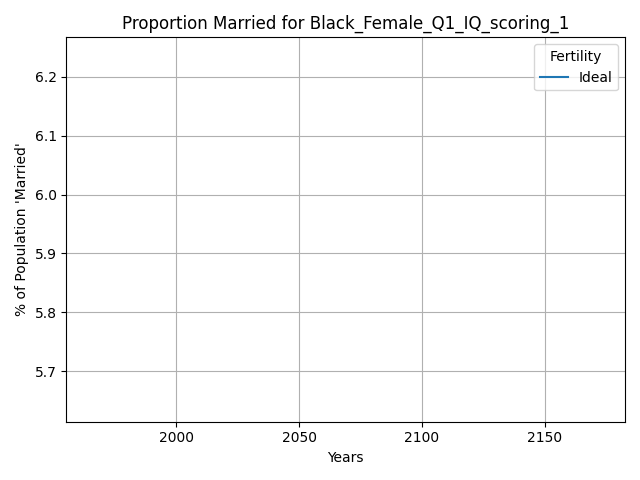 Proportion Married for Black_Female_Q1_IQ_scoring_1
Fertility
Ideal
% of Population 'Married'
6.2
6.1
6.0
5.9
5.8
5.7
2000 2050 2100 2150
Years